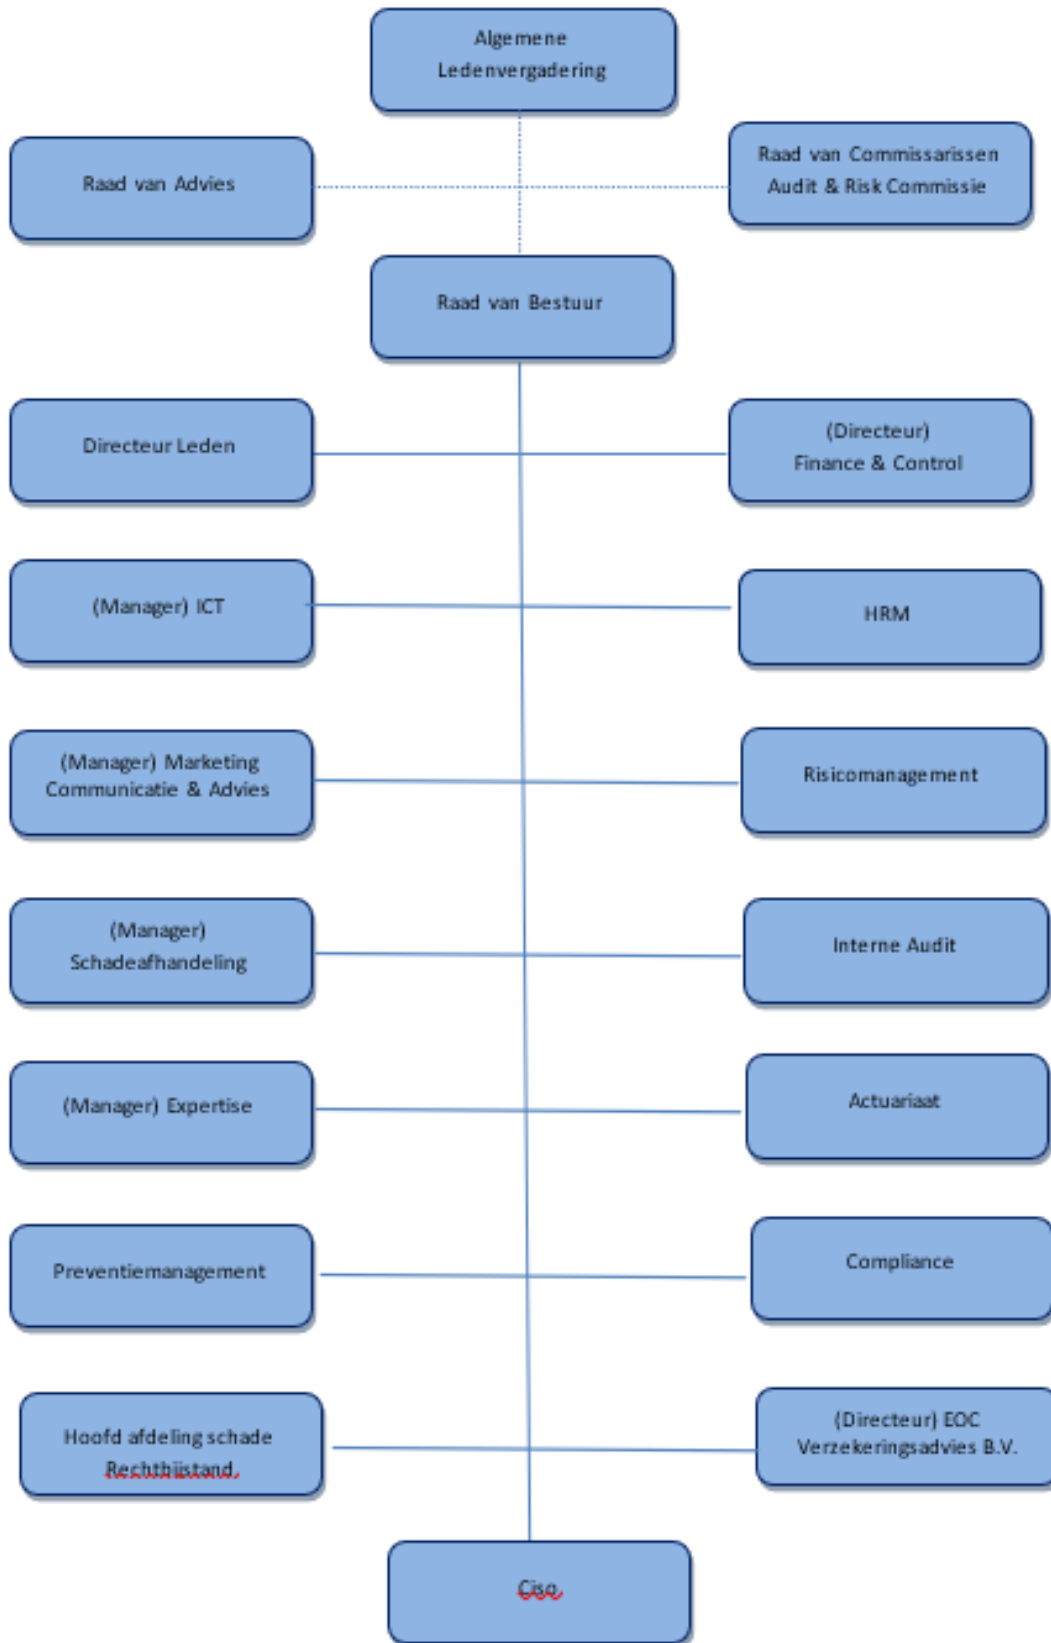 Algemene
Ledenvergadering
Raad van Advies
Raad van Commissarissen
Audit & Risk Commissie
Raad van Bestuur
Directeur Leden
(Directeur)
Finance & Control
(Manager) ICT
HRM
(Manager) Marketing
Communicatie & Advies
Risicomanagement
(Manager)
Schadeafhandeling
Interne Audit
(Manager) Expertise
Actuariaat
Preventiemanagement
Compliance
Hoofd afdeling schade
Rechtbijstand.
(Directeur) EOC
Verzekeringsadvies B.V.
Ciso.